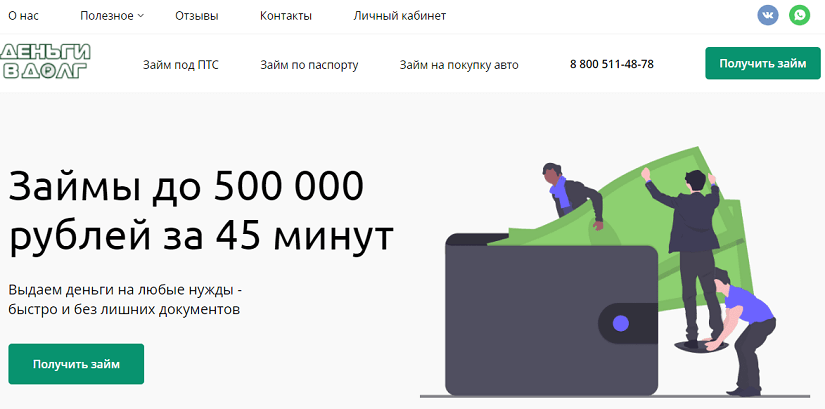 О нас Полезное Отзывы Контакты Личный кабинет
ДЕНЬГИ
В ДОЛГ
Займ под ПТС Займ по паспорту Займ на покупку авто 8 800 511-48-78 Получить займ
Займы до 500 000
рублей за 45 минут
Выдаем деньги на любые нужды -
быстро и без лишних документов
Получить займ